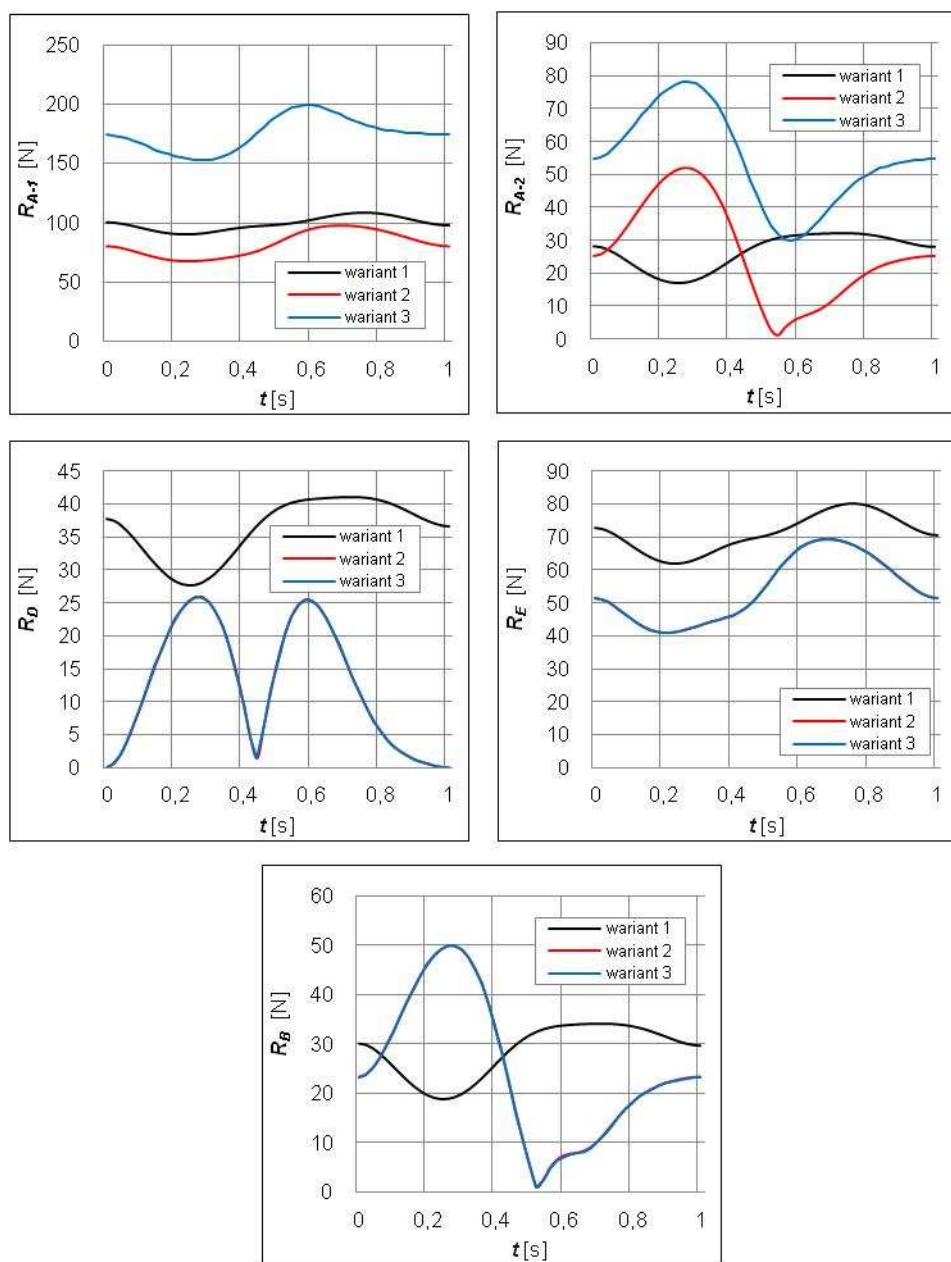 R_A-1 [N]
250
200
150
100
50
0
wariant 1
wariant 2
wariant 3
0 0,2 0,4 0,6 0,8 1
t [s]
R_A-2 [N]
90
80
70
60
50
40
30
20
10
0
wariant 1
wariant 2
wariant 3
0 0,2 0,4 0,6 0,8 1
t [s]
R_D [N]
45
40
35
30
25
20
15
10
5
0
wariant 1
wariant 2
wariant 3
0 0,2 0,4 0,6 0,8 1
t [s]
R_E [N]
90
80
70
60
50
40
30
20
10
0
wariant 1
wariant 2
wariant 3
0 0,2 0,4 0,6 0,8 1
t [s]
R_B [N]
60
50
40
30
20
10
0
wariant 1
wariant 2
wariant 3
0 0,2 0,4 0,6 0,8 1
t [s]